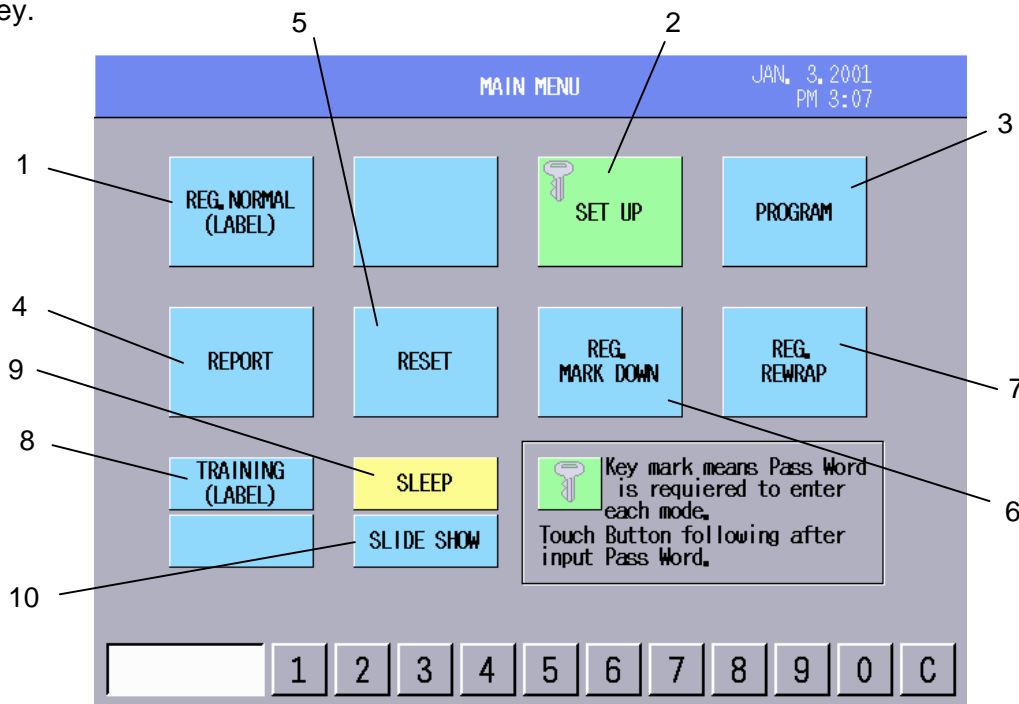 ey.
5
2
MAIN MENU
JAN. 3.2001
PM 3:07
3
1
REG.NORMAL
(LABEL)
SET UP
PROGRAM
4
REPORT
RESET
REG.
MARK DOWN
REG.
REWRAP
9
7
8
TRAINING
(LABEL)
SLEEP
Key mark means Pass Word
is requiered to enter
each mode.
Touch Button following after
input Pass Word.
6
SLIDE SHOW
10
1 2 3 4 5 6 7 8 9 0 C